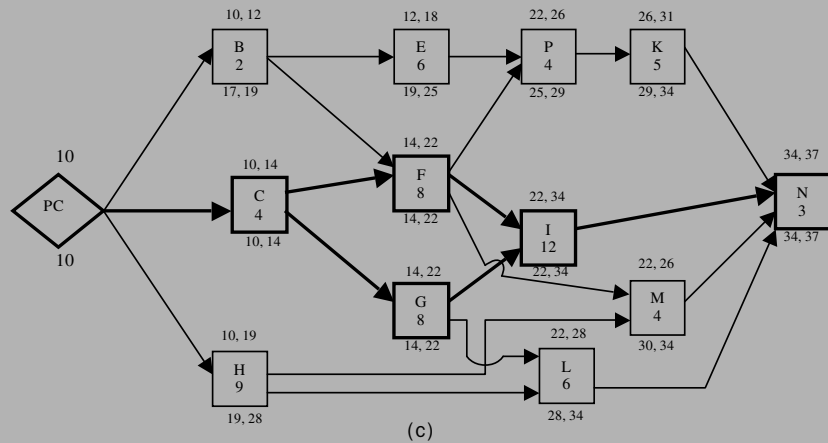 10, 12
B
2
17, 19
12, 18
E
6
19, 25
22, 26
P
4
25, 29
26, 31
K
5
29, 34
10
PC
10
10, 14
C
4
10, 14
14, 22
F
8
14, 22
22, 34
I
12
22, 34
34, 37
N
3
34, 37
14, 22
G
8
14, 22
22, 26
M
4
30, 34
10, 19
H
9
19, 28
22, 28
L
6
28, 34
(c)